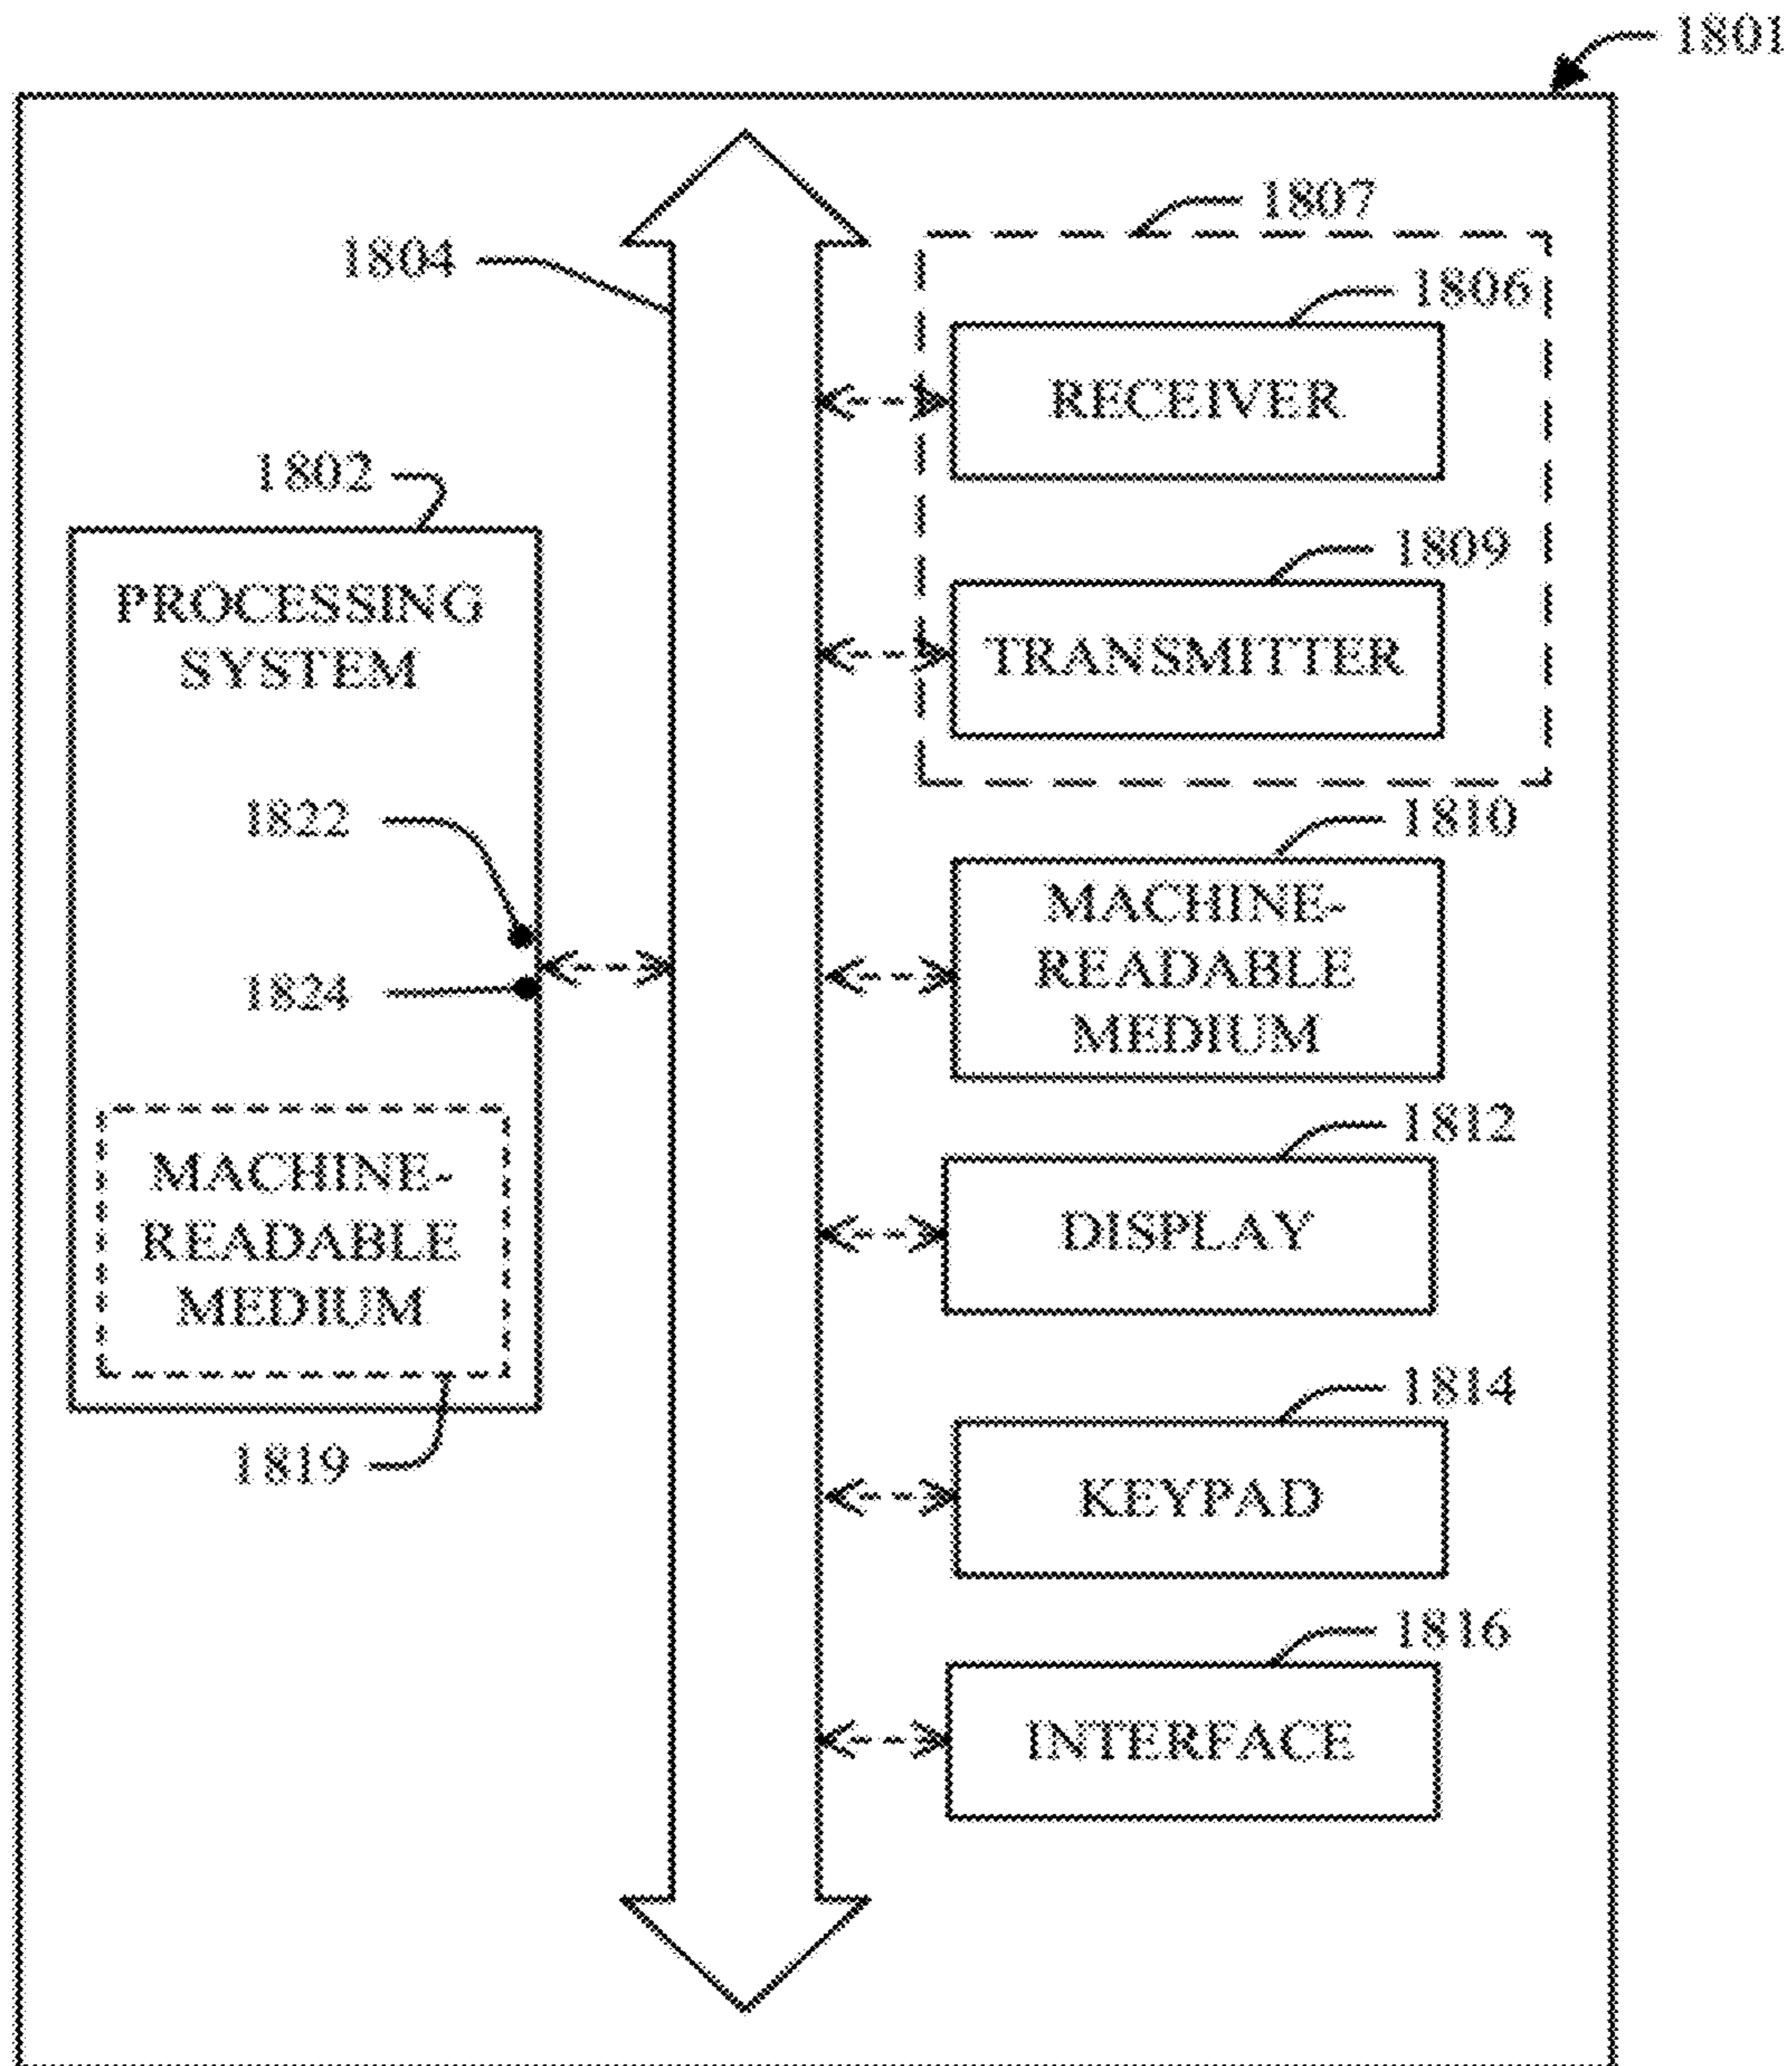 1801
1807
1804
1806
RECEIVER
1802
1809
PROCESSING
SYSTEM
TRANSMITTER
1822
1810
MACHINE-
READABLE
MEDIUM
1824
1812
MACHINE-
READABLE
MEDIUM
DISPLAY
1814
1819
KEYPAD
1816
INTERFACE